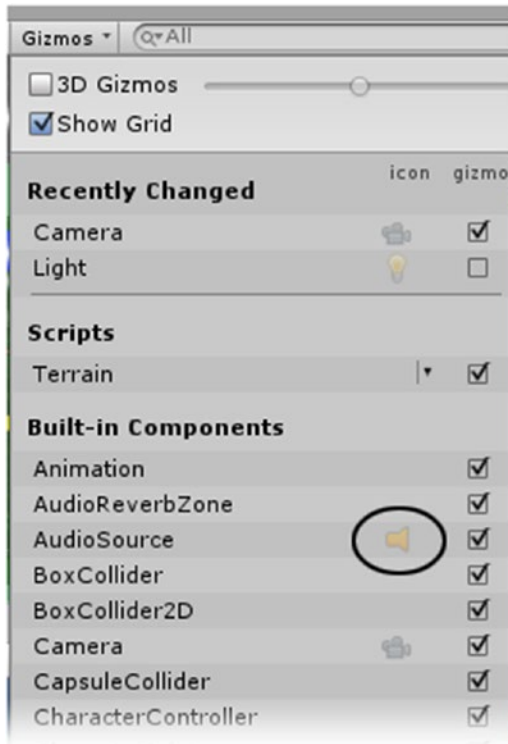 Gizmos All
3D Gizmos
Show Grid
icon gizmo
Recently Changed
Camera
Light
Scripts
Terrain
Built-in Components
Animation
AudioReverbZone
AudioSource
BoxCollider
BoxCollider2D
Camera
CapsuleCollider
CharacterController